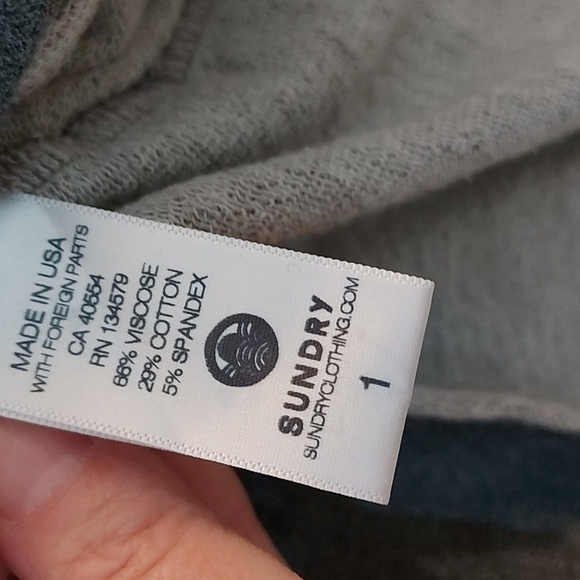 MADE IN USA
WITH FOREIGN PARTS
CA 40554
RN 134579
66% VISCOSE
29% COTTON
5% SPANDEX
SUNDRY
SUNDRYCLOTHING.COM
1